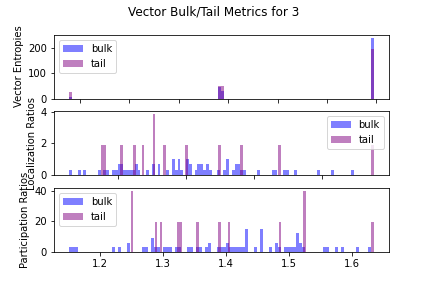 Vector Bulk/Tail Metrics for 3
Vector Entropies
200
100
0
bulk
tail
Localization Ratios
4
2
0
bulk
tail
Participation Ratios
40
20
0
bulk
tail
1.2 1.3 1.4 1.5 1.6